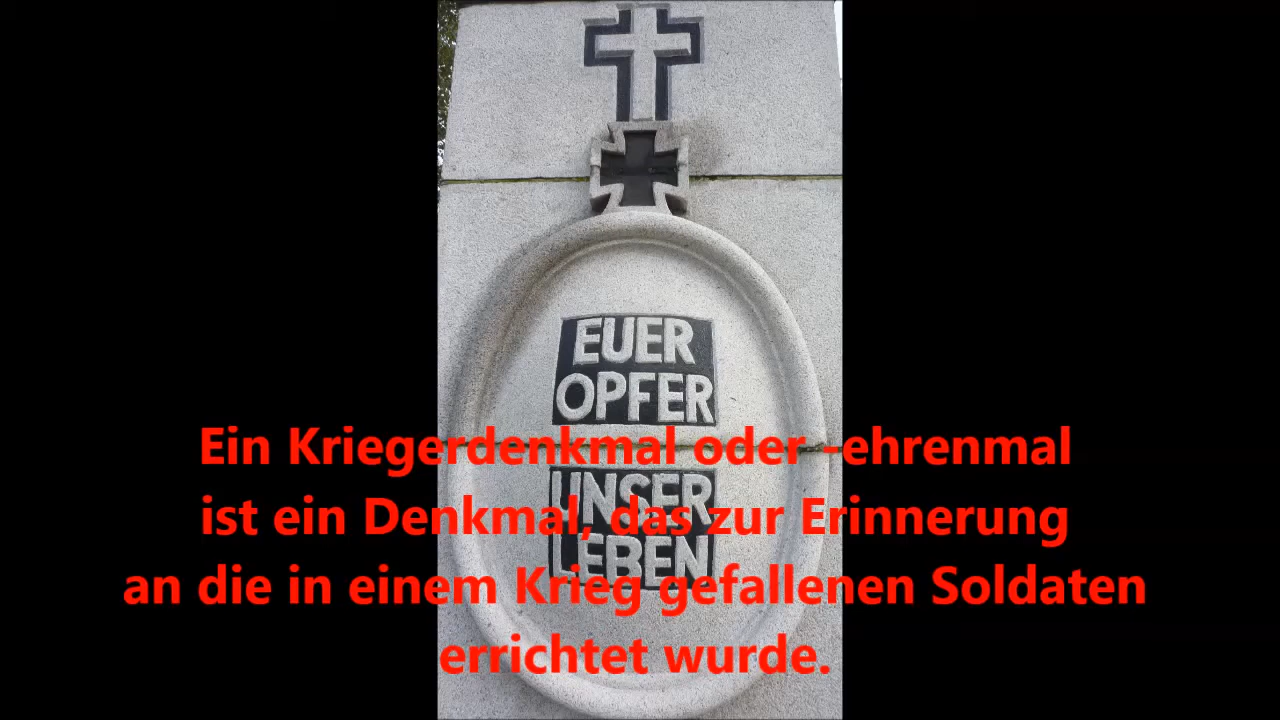 EUER
OPFER
UNSER
LEBEN
Ein Kriegerdenkmal oder -ehrenmal
ist ein Denkmal, das zur Erinnerung
an die in einem Krieg gefallenen Soldaten
errichtet wurde.